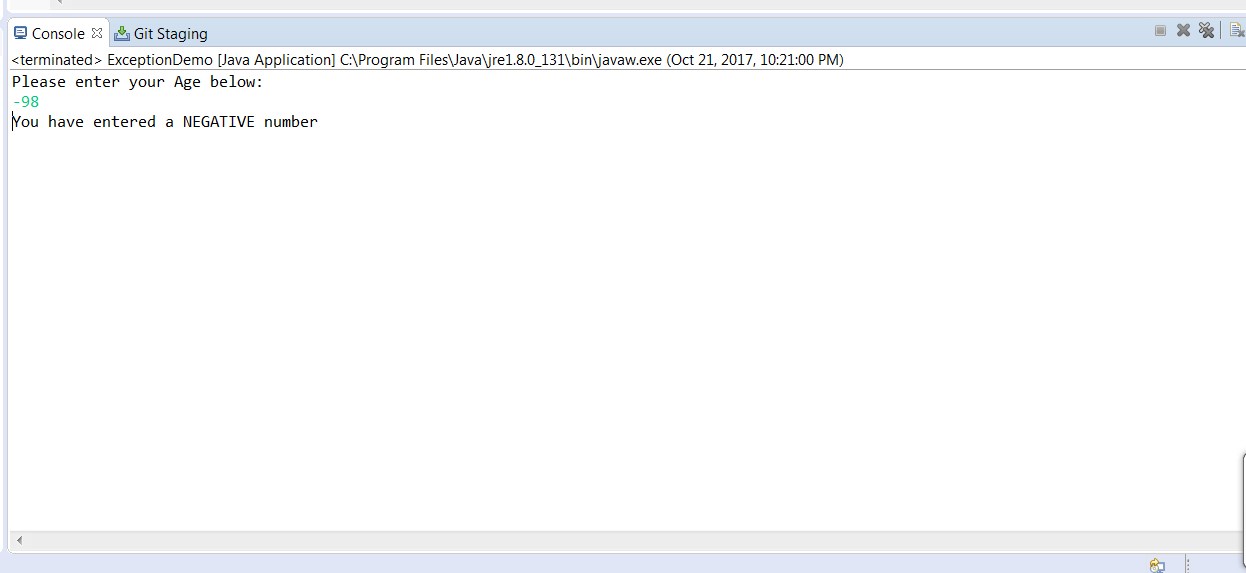 Console Git Staging
<terminated> ExceptionDemo [Java Application] C:\Program Files\Java\jre1.8.0_131\bin\javaw.exe (Oct 21, 2017, 10:21:00 PM)
Please enter your Age below:
-98
You have entered a NEGATIVE number